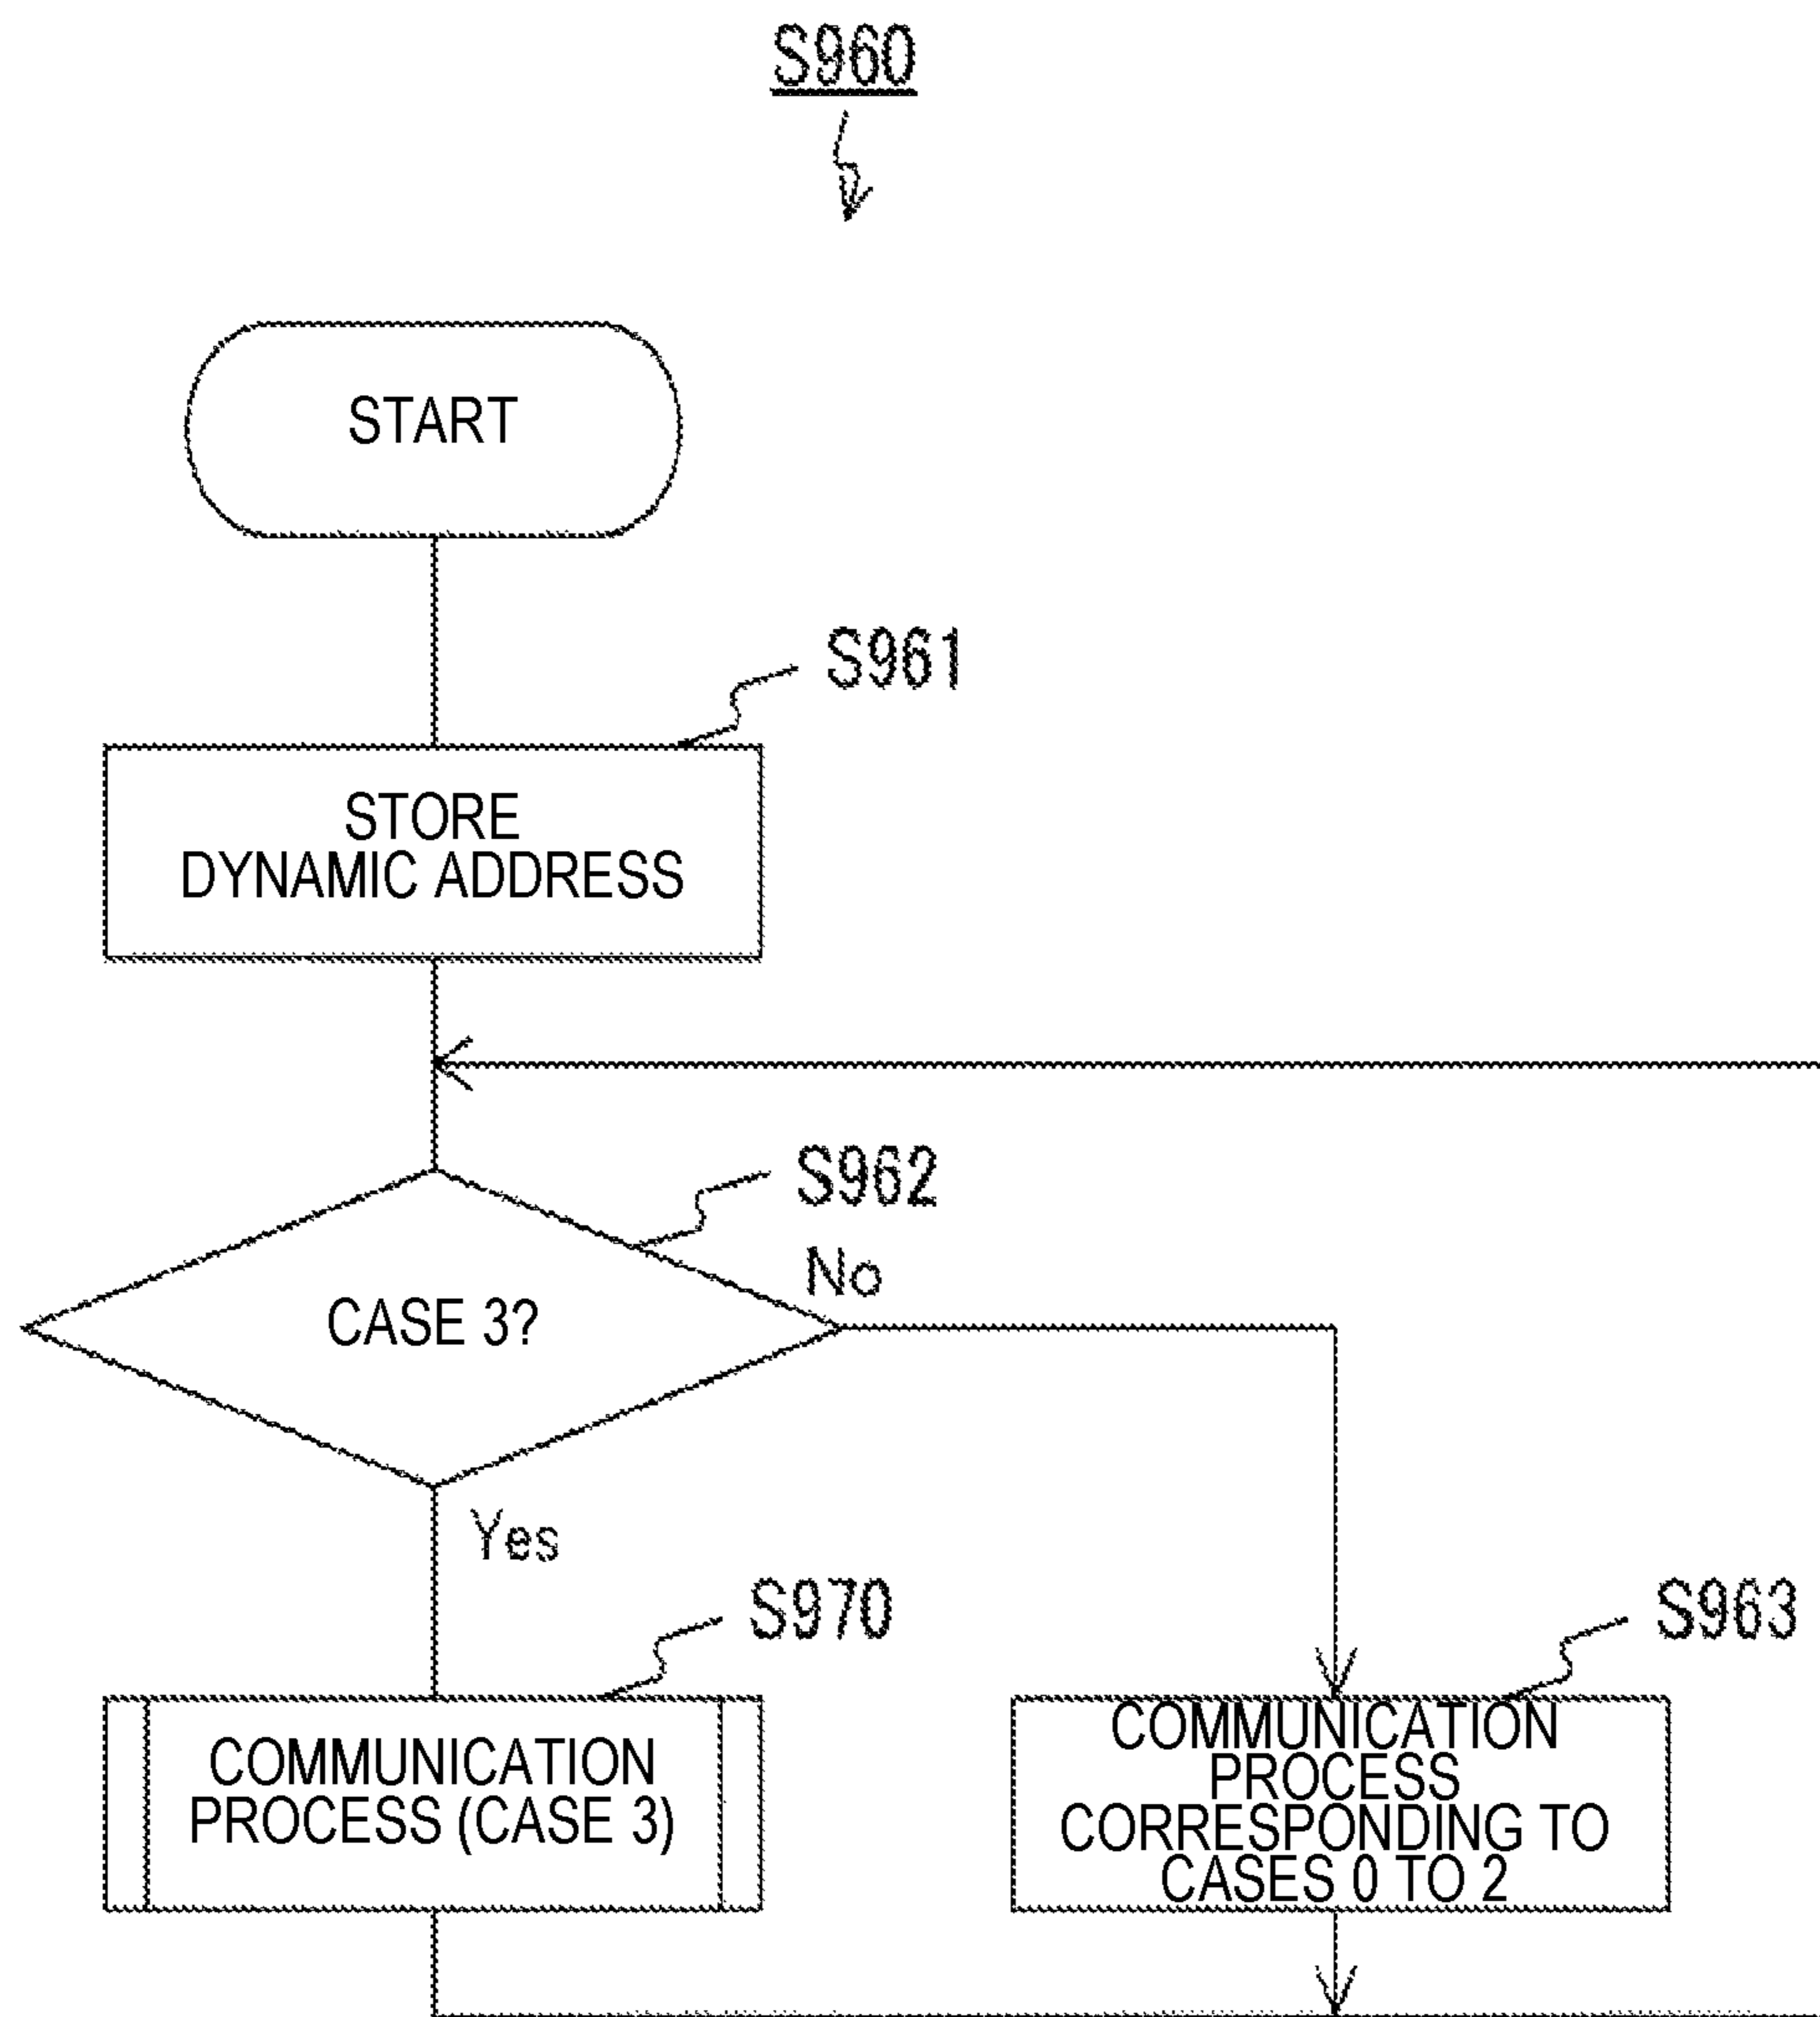 S960
START
S961
STORE
DYNAMIC ADDRESS
S962
No
CASE 3?
Yes
S970
S963
COMMUNICATION
PROCESS (CASE 3)
COMMUNICATION
PROCESS
CORRESPONDING TO
CASES 0 TO 2